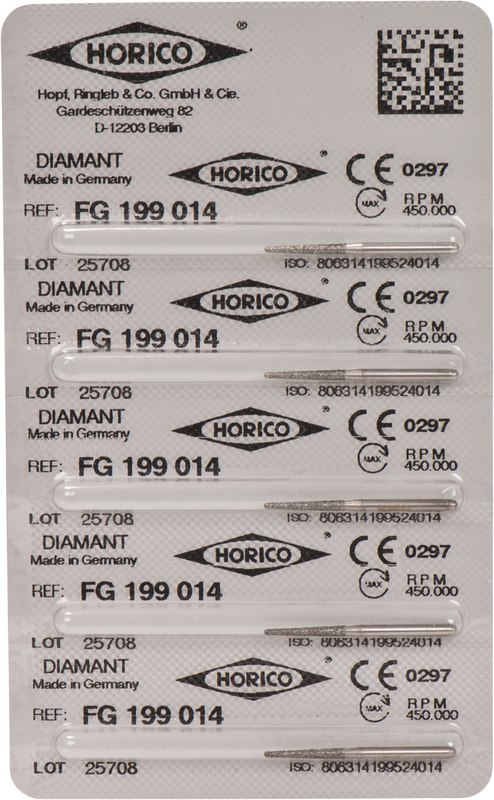 HORICO ®
Hopf, Ringleb & Co. GmbH & Cie.
Gardeschützenweg 82
D-12203 Berlin
DIAMANT HORICO ® CE 0297
Made in Germany
MAX RPM
REF: FG 199 014 450.000
LOT 25708 ISO: 806314199524014
DIAMANT HORICO ® CE 0297
Made in Germany
MAX RPM
REF: FG 199 014 450.000
LOT 25708 ISO: 806314199524014
DIAMANT HORICO ® CE 0297
Made in Germany
MAX RPM
REF: FG 199 014 450.000
LOT 25708 ISO: 806314199524014
DIAMANT HORICO ® CE 0297
Made in Germany
MAX RPM
REF: FG 199 014 450.000
LOT 25708 ISO: 806314199524014
DIAMANT HORICO ® CE 0297
Made in Germany
MAX RPM
REF: FG 199 014 450.000
LOT 25708 ISO: 806314199524014